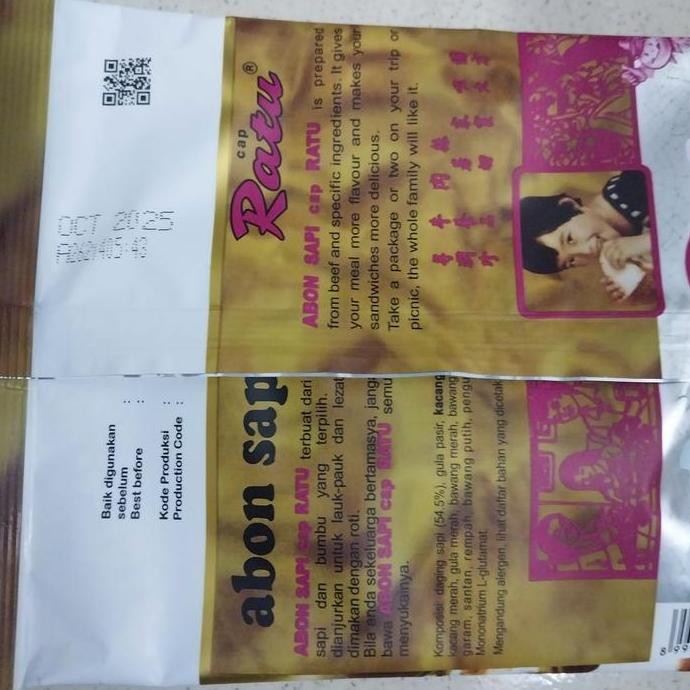 Baik digunakan
sebelum :
Best before :
Kode Produksi :
Production Code :
OCT 2025
abon sap
ABON SAPI cap RATU terbuat dari
sapi dan bumbu yang terpilih.
dianjurkan untuk lauk-pauk dan lezat
dimakan dengan roti.
Bila anda sekeluarga bertamasya, janga
bawa ABON SAPI cap RATU semu
menyukainya.
Komposisi: daging sapi (54.5%), gula pasir, kacang
kacang merah, gula merah, bawang merah, bawang
garam, santan, rempah, bawang putih, pengu
Mononatrium L-glutamat.
Mengandung alergen, lihat daftar bahan yang dicetak
cap
Ratu®
ABON SAPI cap RATU is prepared
from beef and specific ingredients. It gives
your meal more flavour and makes your
sandwiches more delicious.
Take a package or two on your trip or
picnic, the whole family will like it.
8 99